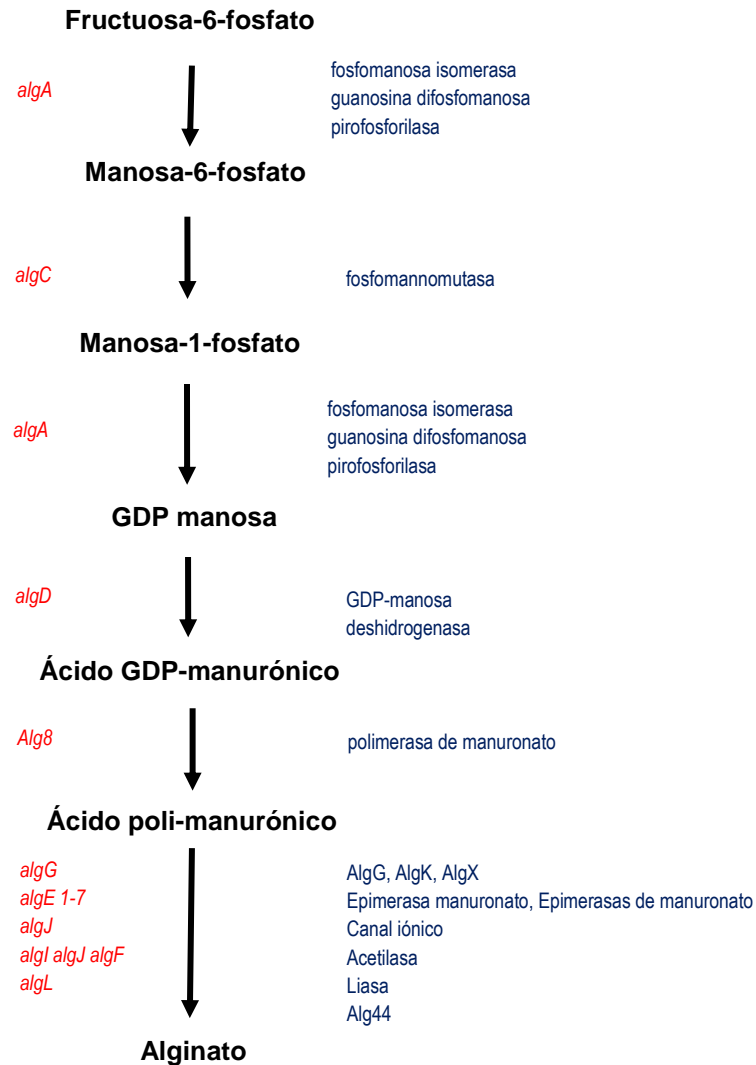 Fructuosa-6-fosfato
algA
fosfomanosa isomerasa
guanosina difosfomanosa
pirofosforilasa
Manosa-6-fosfato
algC
fosfomannomutasa
Manosa-1-fosfato
algA
fosfomanosa isomerasa
guanosina difosfomanosa
pirofosforilasa
GDP manosa
algD
GDP-manosa
deshidrogenasa
Ácido GDP-manurónico
Alg8
polimerasa de manuronato
Ácido poli-manurónico
algG
algE 1-7
algJ
algI algJ algF
algL
AlgG, AlgK, AlgX
Epimerasa manuronato, Epimerasas de manuronato
Canal iónico
Acetilasa
Liasa
Alg44
Alginato